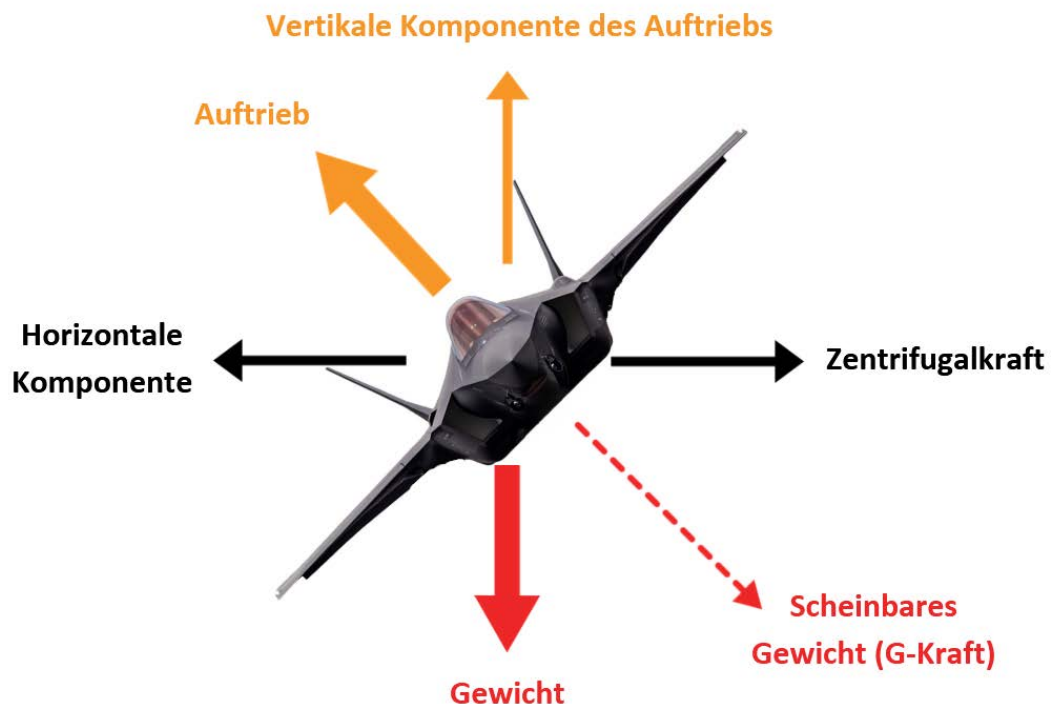 Vertikale Komponente des Auftriebs
Auftrieb
Horizontale
Komponente
Zentrifugalkraft
Scheinbares
Gewicht (G-Kraft)
Gewicht